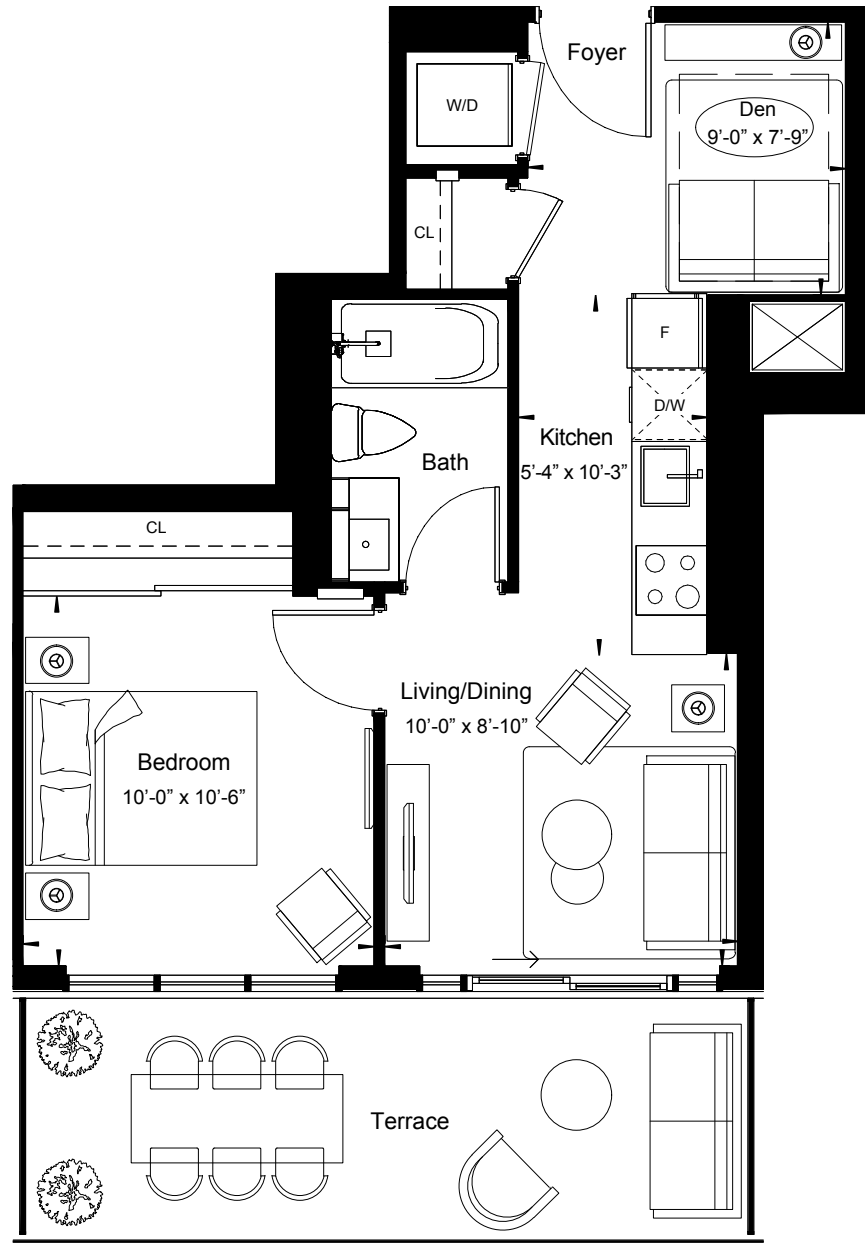 Foyer
W/D
Den
9’-0” x 7’-9”
CL
F
D/W
Kitchen
5’-4” x 10’-3”
Bath
CL
Living/Dining
10’-0” x 8’-10”
Bedroom
10’-0” x 10’-6”
Terrace